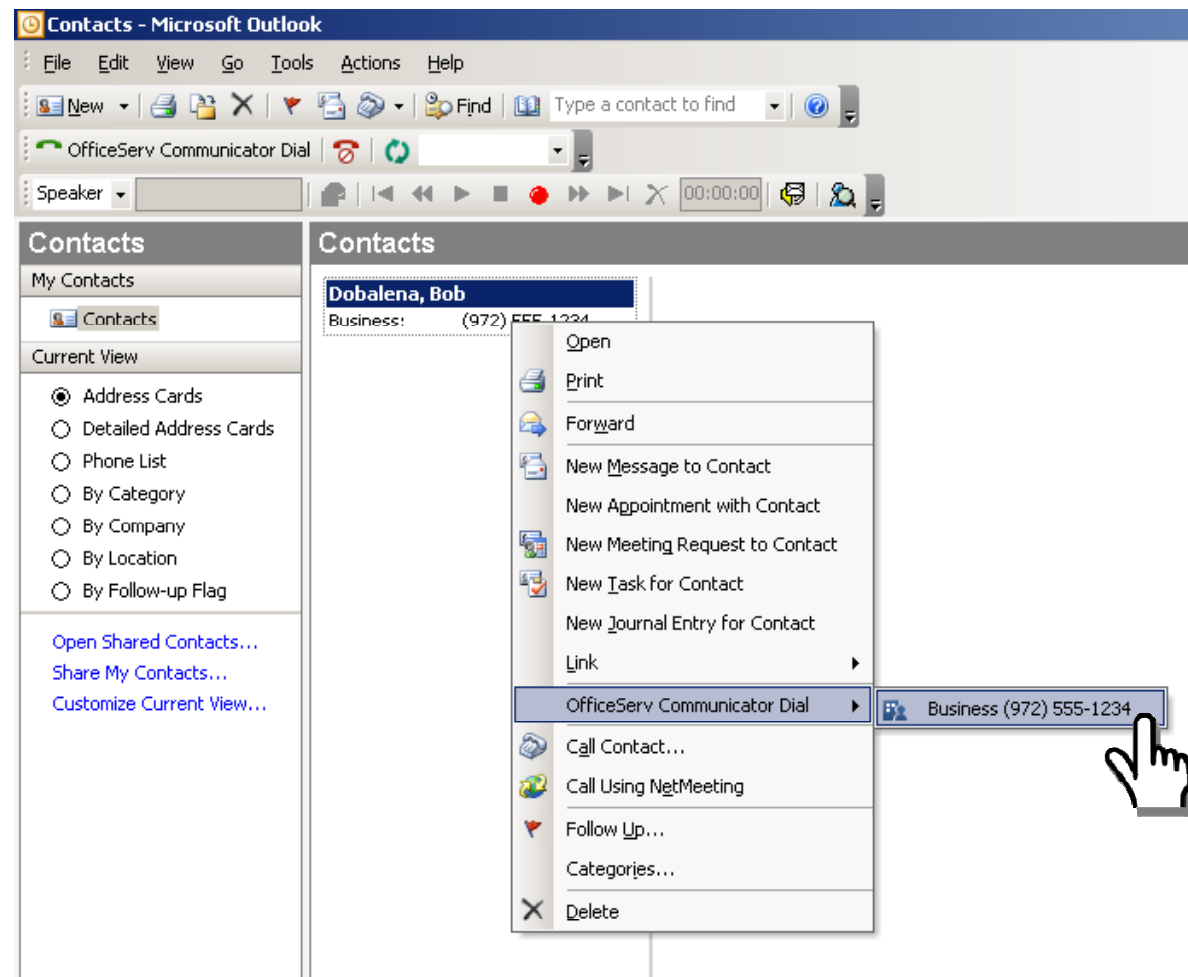 Contacts - Microsoft Outlook
File Edit View Go Tools Actions Help
New Find Type a contact to find
OfficeServ Communicator Dial
Speaker 00:00:00
Contacts
My Contacts
Contacts
Current View
Address Cards
Detailed Address Cards
Phone List
By Category
By Company
By Location
By Follow-up Flag
Open Shared Contacts...
Share My Contacts...
Customize Current View...
Contacts
Dobalena, Bob
Business: (972) 555-1234
Open
Print
Forward
New Message to Contact
New Appointment with Contact
New Meeting Request to Contact
New Task for Contact
New Journal Entry for Contact
Link
OfficeServ Communicator Dial
Business (972) 555-1234
Call Contact...
Call Using NetMeeting
Follow Up...
Categories...
Delete